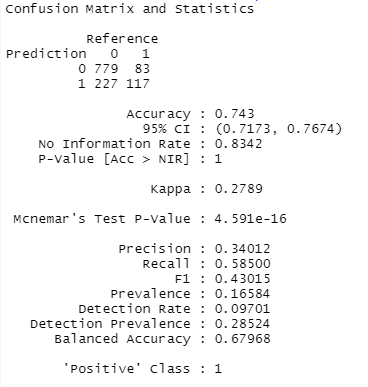 Confusion Matrix and Statistics
Reference
Prediction 0 1
0 779 83
1 227 117
Accuracy : 0.743
95% CI : (0.7173, 0.7674)
No Information Rate : 0.8342
P-Value [Acc > NIR] : 1
Kappa : 0.2789
Mcnemar's Test P-Value : 4.591e-16
Precision : 0.34012
Recall : 0.58500
F1 : 0.43015
Prevalence : 0.16584
Detection Rate : 0.09701
Detection Prevalence : 0.28524
Balanced Accuracy : 0.67968
'Positive' Class : 1